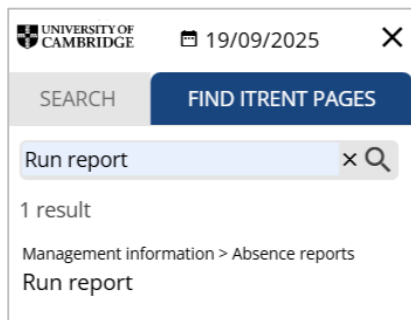 UNIVERSITY OF
CAMBRIDGE
19/09/2025
SEARCH
FIND ITRENT PAGES
Run report
1 result
Management information > Absence reports
Run report